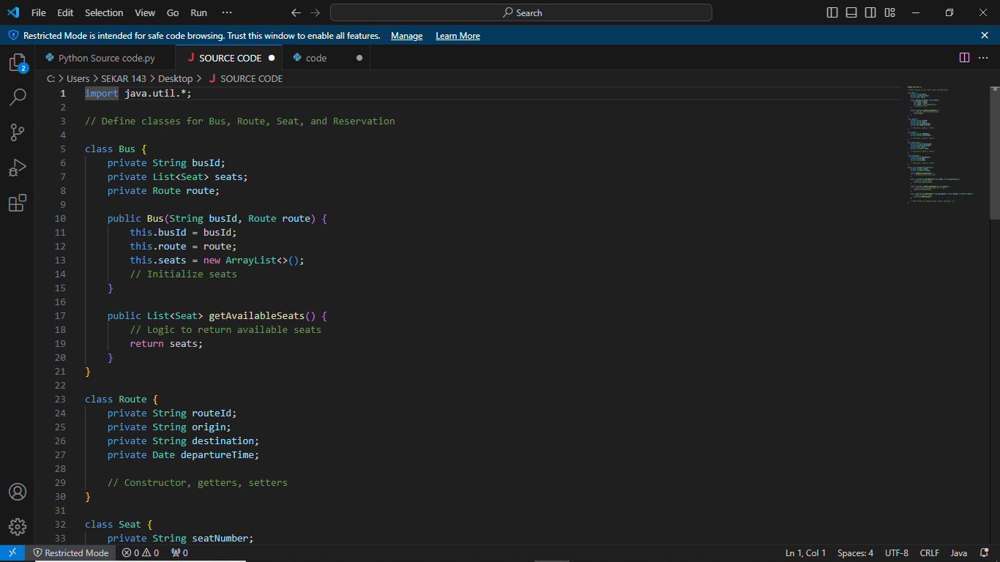 File Edit Selection View Go Run ··· Search
Restricted Mode is intended for safe code browsing. Trust this window to enable all features. Manage Learn More
2
Python Source code.py J SOURCE CODE code
C: > Users > SEKAR 143 > Desktop > J SOURCE CODE
1 import java.util.*;
2
3 // Define classes for Bus, Route, Seat, and Reservation
4
5 class Bus {
6     private String busId;
7     private List<Seat> seats;
8     private Route route;
9
10     public Bus(String busId, Route route) {
11         this.busId = busId;
12         this.route = route;
13         this.seats = new ArrayList<>();
14         // Initialize seats
15     }
16
17     public List<Seat> getAvailableSeats() {
18         // Logic to return available seats
19         return seats;
20     }
21 }
22
23 class Route {
24     private String routeId;
25     private String origin;
26     private String destination;
27     private Date departureTime;
28
29     // Constructor, getters, setters
30 }
31
32 class Seat {
33     private String seatNumber;
Restricted Mode 0 0 0 Ln 1, Col 1 Spaces: 4 UTF-8 CRLF Java